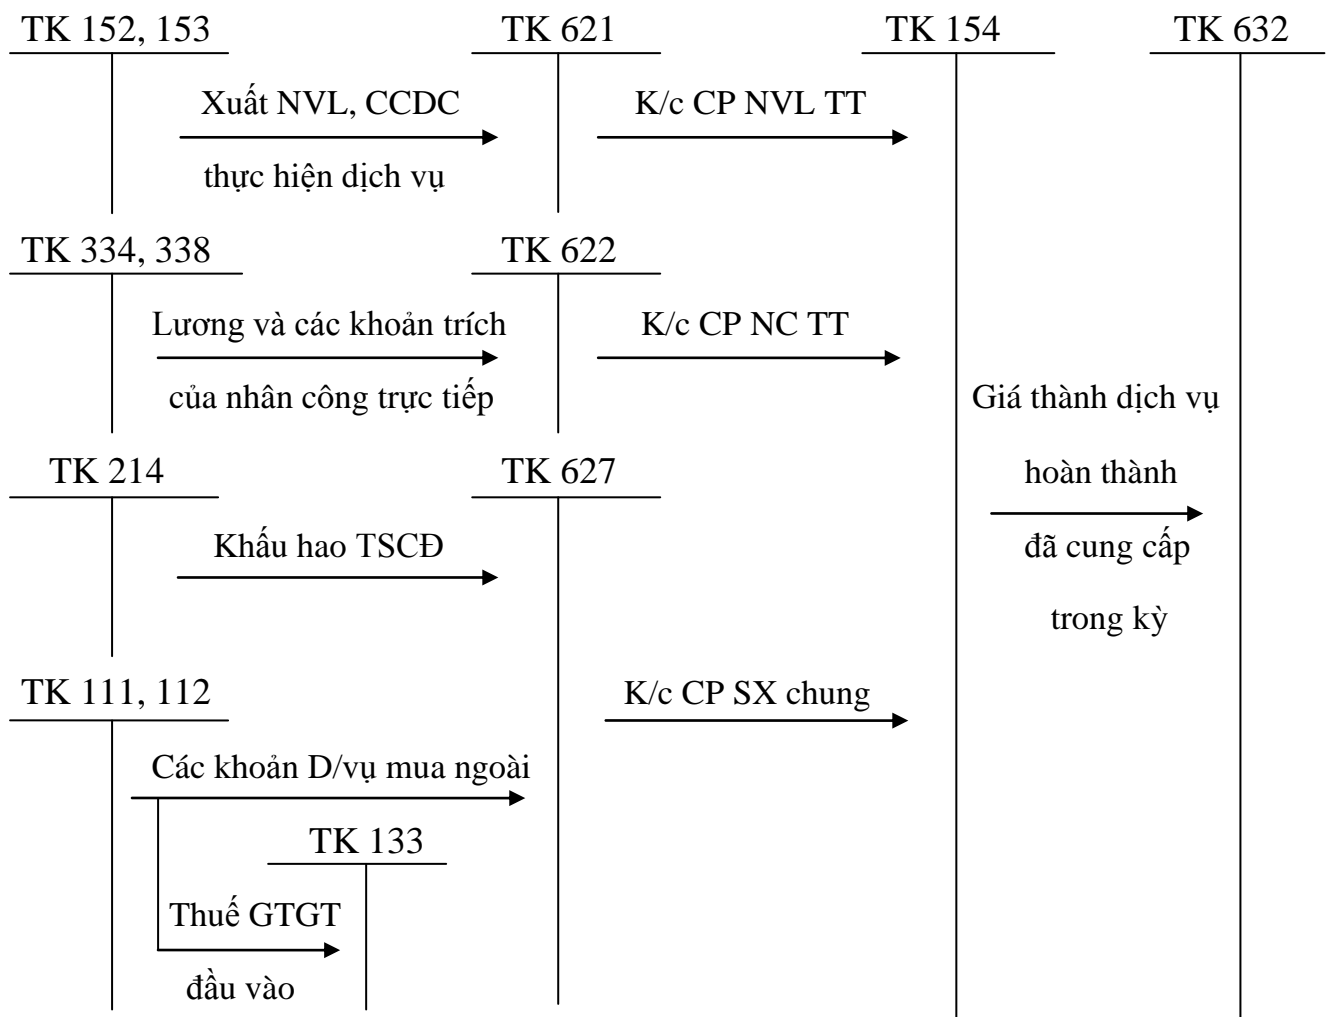 TK 152, 153
TK 621
TK 154
TK 632
Xuất NVL, CCDC
K/c CP NVL TT
thực hiện dịch vụ
TK 334, 338
TK 622
Lương và các khoản trích
K/c CP NC TT
của nhân công trực tiếp
Giá thành dịch vụ
TK 214
TK 627
hoàn thành
Khấu hao TSCĐ
đã cung cấp
trong kỳ
TK 111, 112
K/c CP SX chung
Các khoản D/vụ mua ngoài
TK 133
Thuế GTGT
đầu vào